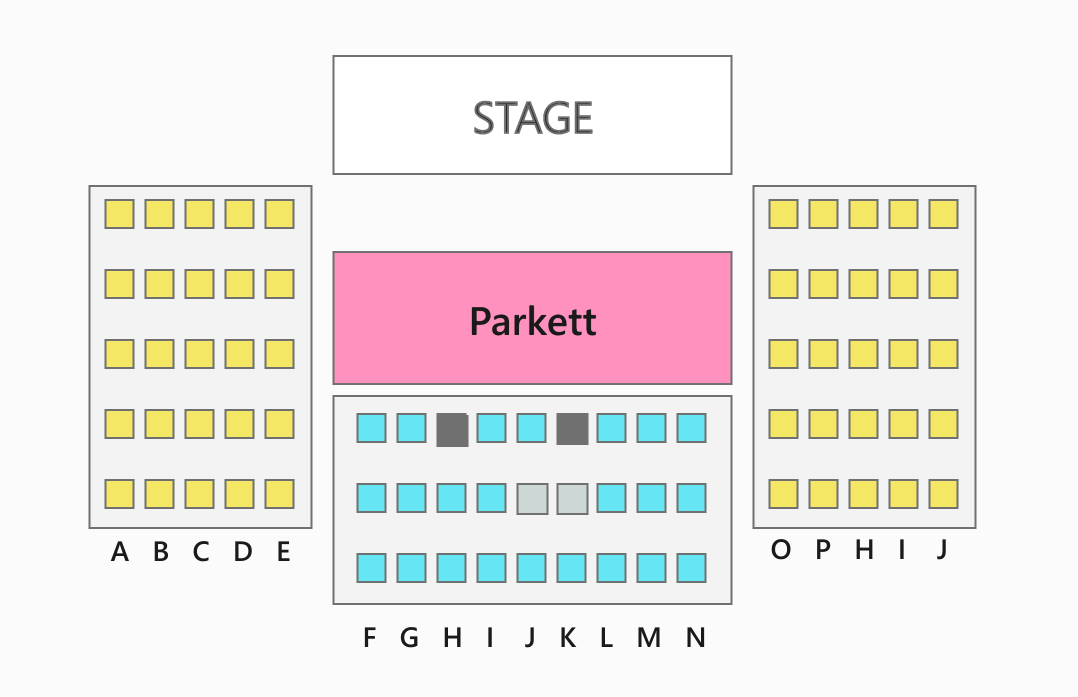 STAGE
Parkett
A B C D E
O P H I J
F G H I J K L M N